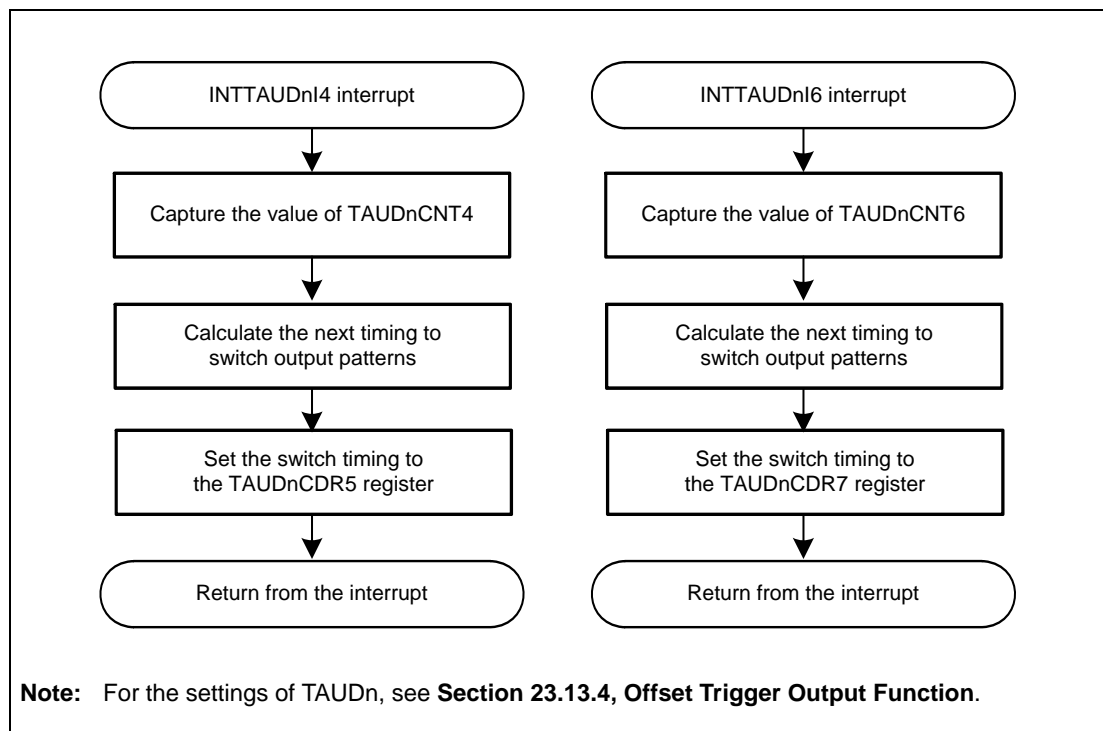 INTTAUDnI4 interrupt
Capture the value of TAUDnCNT4
Calculate the next timing to
switch output patterns
Set the switch timing to
the TAUDnCDR5 register
Return from the interrupt
INTTAUDnI6 interrupt
Capture the value of TAUDnCNT6
Calculate the next timing to
switch output patterns
Set the switch timing to
the TAUDnCDR7 register
Return from the interrupt
Note: For the settings of TAUDn, see Section 23.13.4, Offset Trigger Output Function.